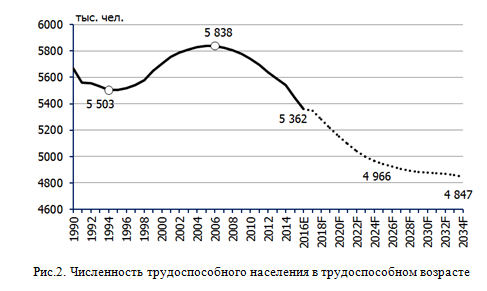 тыс. чел.
6000
5800
5600
5400
5200
5000
4800
4600
5 503
5 838
5 362
4 966
4 847
1990
1992
1994
1996
1998
2000
2002
2004
2006
2008
2010
2012
2014
2016E
2018F
2020F
2022F
2024F
2026F
2028F
2030F
2032F
2034F
Рис.2. Численность трудоспособного населения в трудоспособном возрасте